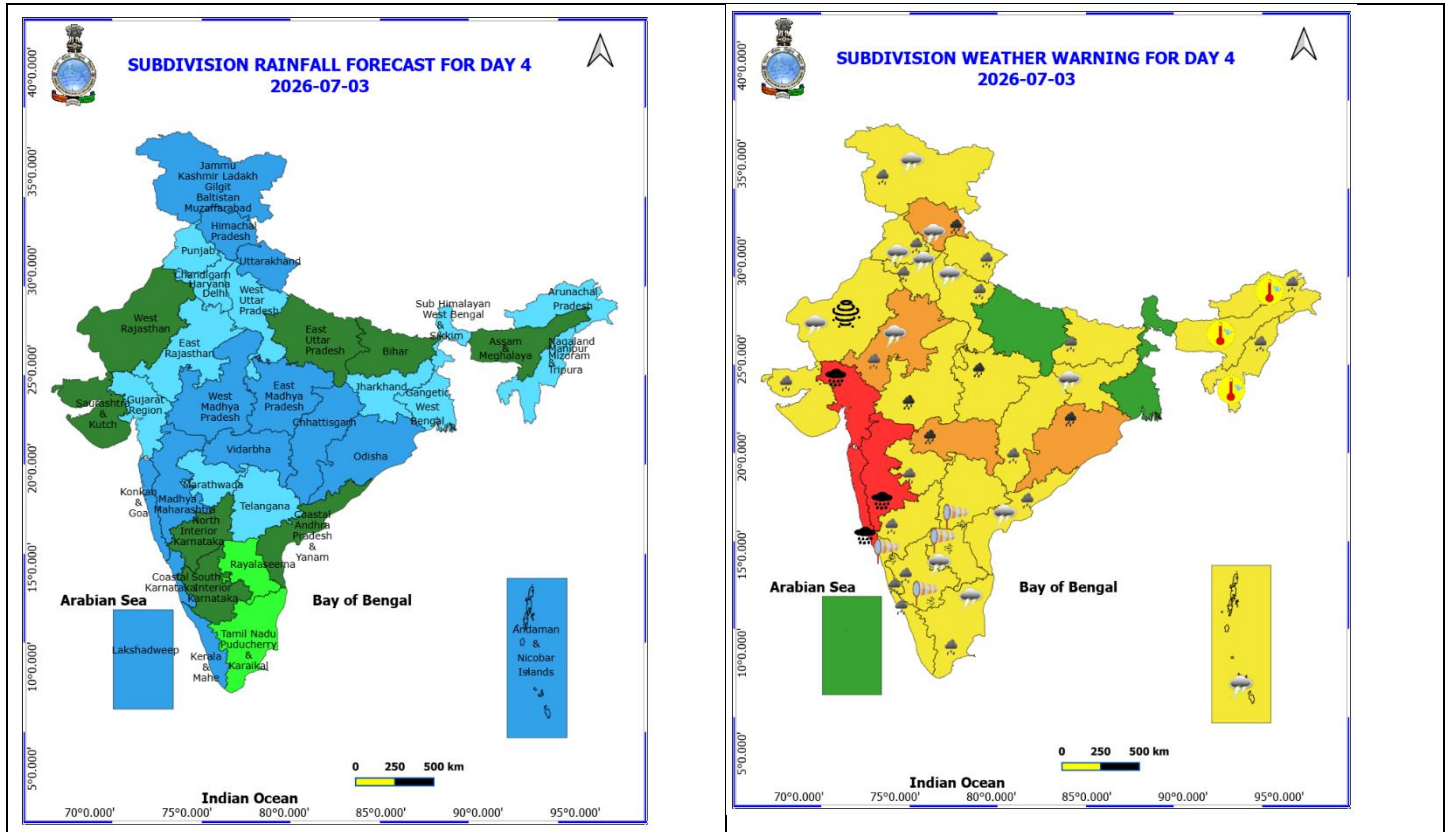 SUBDIVISION RAINFALL FORECAST FOR DAY 4
2026-07-03
40°0.000'
35°0.000'
30°0.000'
25°0.000'
20°0.000'
15°0.000'
10°0.000'
5°0.000'
Jammu
Kashmir Ladakh
Gilgit
Baltistan
Muzaffarabad
Himachal
Pradesh
Punjab
Uttarakhand
Chandigarh
Haryana
Delhi
West
Uttar
Pradesh
West
Rajasthan
East
Rajasthan
East
Uttar
Pradesh
Bihar
Sub Himalayan
West Bengal
&
Sikkim
Arunachal
Pradesh
Assam
&
Meghalaya
Nagaland
Manipur
Mizoram
&
Tripura
Saurashtra
&
Kutch
Gujarat
Region
West
Madhya
Pradesh
East
Madhya
Pradesh
Jharkhand
Gangetic
West
Bengal
Chhattisgarh
Vidarbha
Odisha
Konkan
&
Goa
Madhya
Maharashtra
Marathwada
Telangana
North
Interior
Karnataka
Coastal
Andhra
Pradesh
&
Yanam
Rayalaseema
Coastal
Karnataka
South
Interior
Karnataka
Arabian Sea
Bay of Bengal
Lakshadweep
Kerala
&
Mahe
Tamil Nadu
Puducherry
&
Karaikal
Andaman
&
Nicobar
Islands
0 250 500 km
Indian Ocean
70°0.000' 75°0.000' 80°0.000' 85°0.000' 90°0.000' 95°0.000'
SUBDIVISION WEATHER WARNING FOR DAY 4
2026-07-03
40°0.000'
35°0.000'
30°0.000'
25°0.000'
20°0.000'
15°0.000'
10°0.000'
5°0.000'
Arabian Sea
Bay of Bengal
0 250 500 km
Indian Ocean
70°0.000' 75°0.000' 80°0.000' 85°0.000' 90°0.000' 95°0.000'